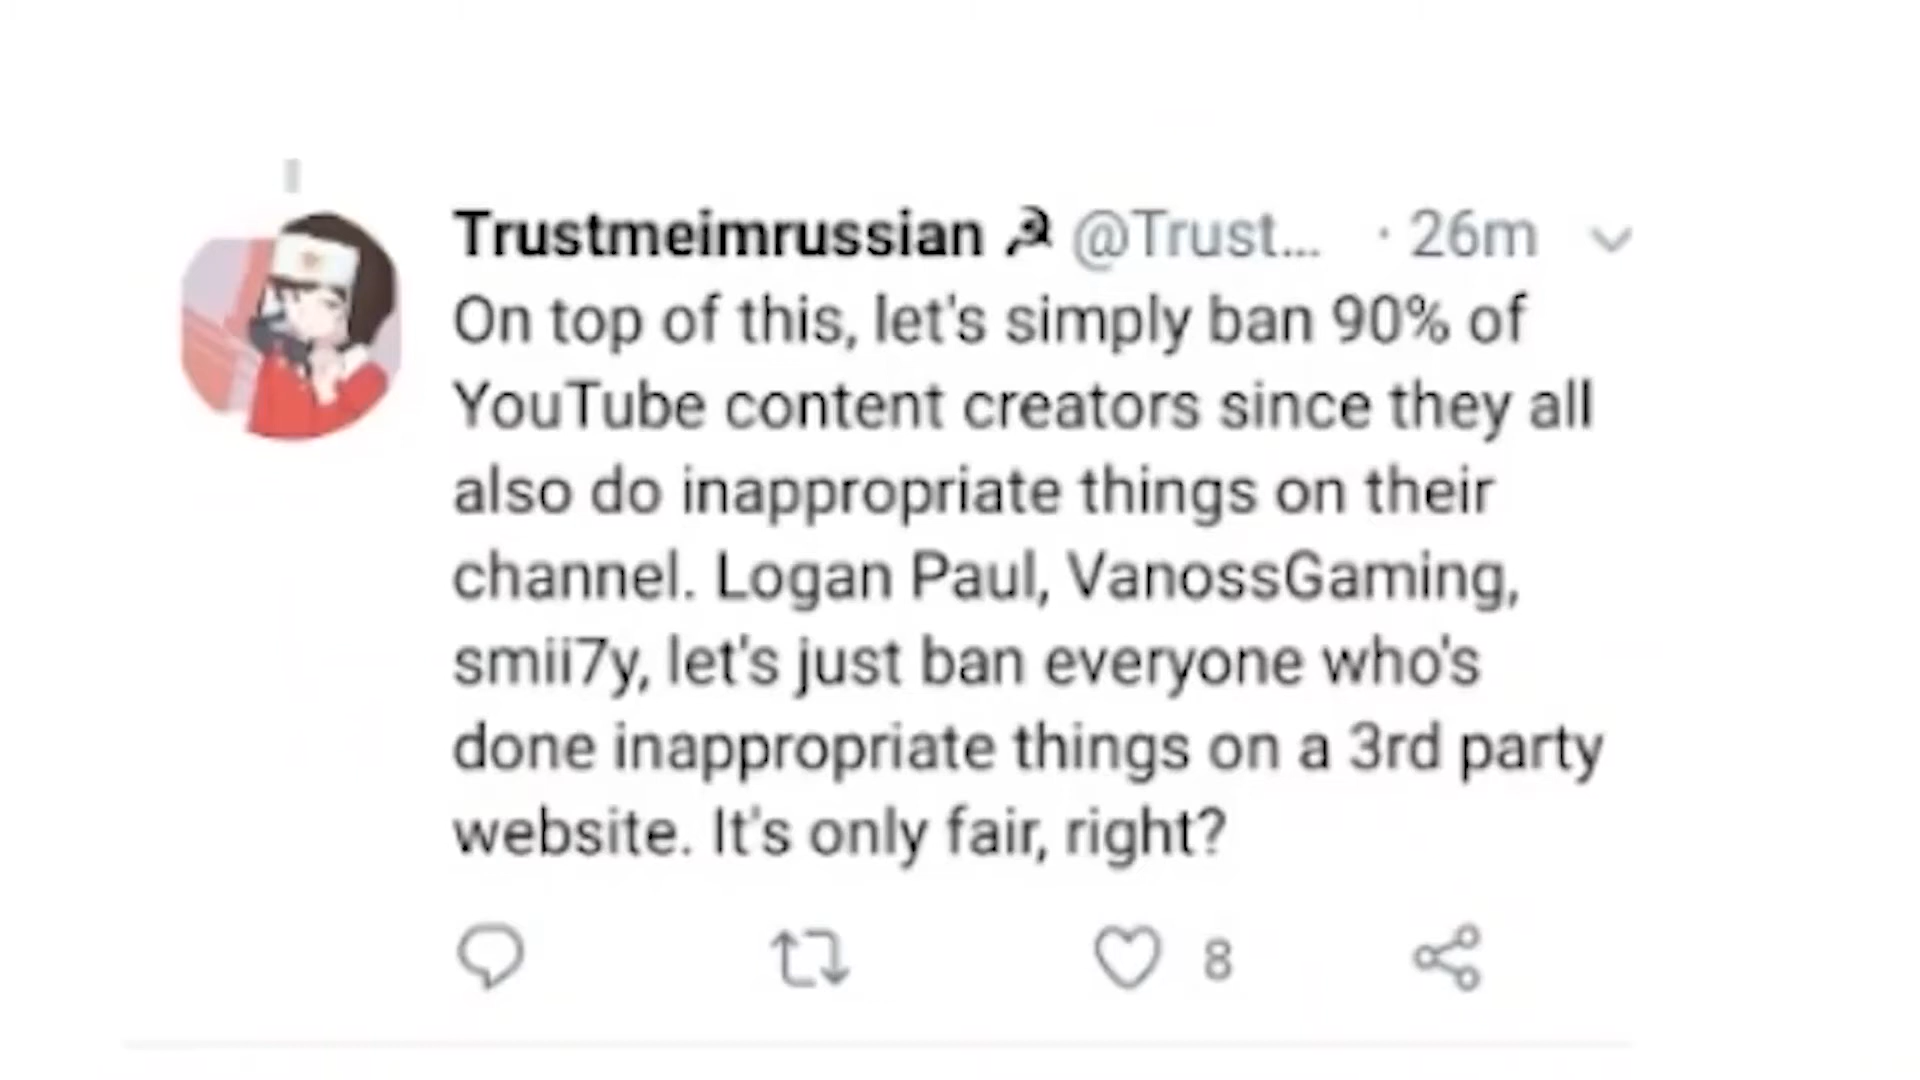 Trustmeimrussian ☭ @Trust... · 26m
On top of this, let's simply ban 90% of
YouTube content creators since they all
also do inappropriate things on their
channel. Logan Paul, VanossGaming,
smii7y, let's just ban everyone who's
done inappropriate things on a 3rd party
website. It's only fair, right?
8